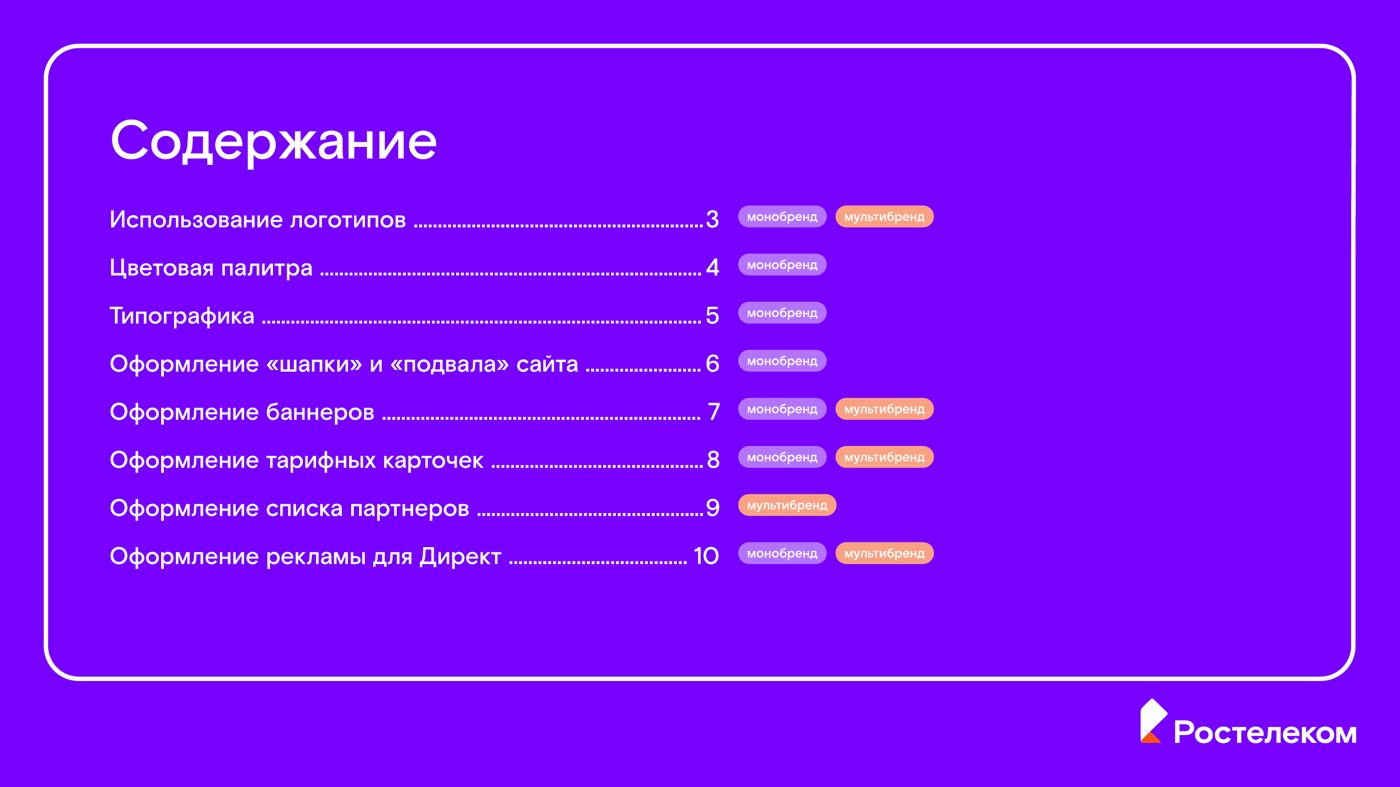 Содержание
Использование логотипов ........................................................... 3 монобренд мультибренд
Цветовая палитра ............................................................................... 4 монобренд
Типографика ........................................................................................... 5 монобренд
Оформление «шапки» и «подвала» сайта ........................ 6 монобренд
Оформление баннеров .................................................................. 7 монобренд мультибренд
Оформление тарифных карточек ............................................ 8 монобренд мультибренд
Оформление списка партнеров ............................................... 9 мультибренд
Оформление рекламы для Директ ..................................... 10 монобренд мультибренд
Ростелеком